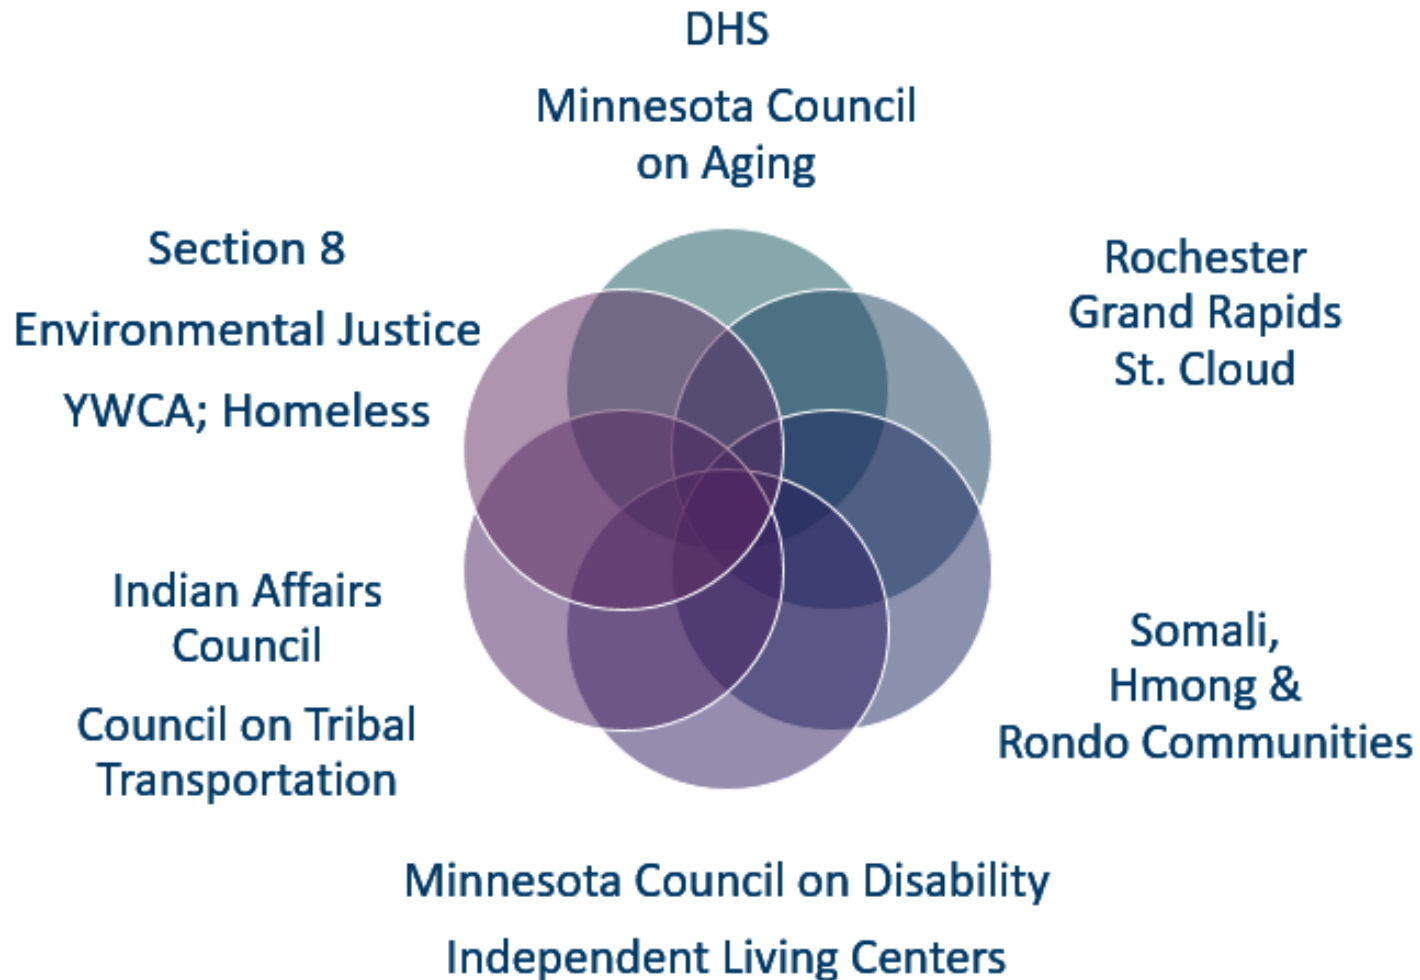 DHS
Minnesota Council
on Aging
Section 8
Environmental Justice
YWCA; Homeless
Rochester
Grand Rapids
St. Cloud
Indian Affairs
Council
Council on Tribal
Transportation
Somali,
Hmong &
Rondo Communities
Minnesota Council on Disability
Independent Living Centers